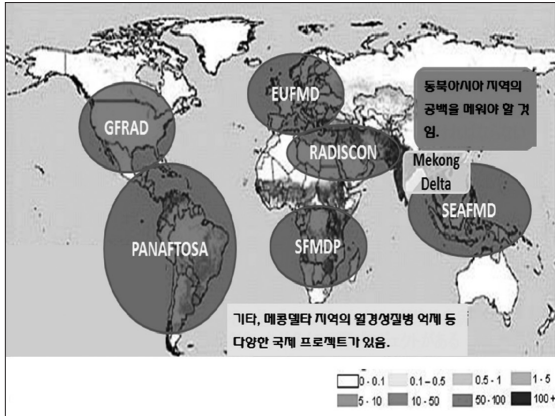 EUFMD
동북아시아 지역의
공백을 메워야 할 것
임.
GFRAD
RADISCON
Mekong
Delta
SEAFMD
PANAFTOSA
SFMDP
기타, 메콩델타 지역의 월경성질병 억제 등
다양한 국제 프로젝트가 있음.
0 - 0.1 0.1 – 0.5 0.5 - 1 1 - 5
5 - 10 10 - 50 50 - 100 100 +